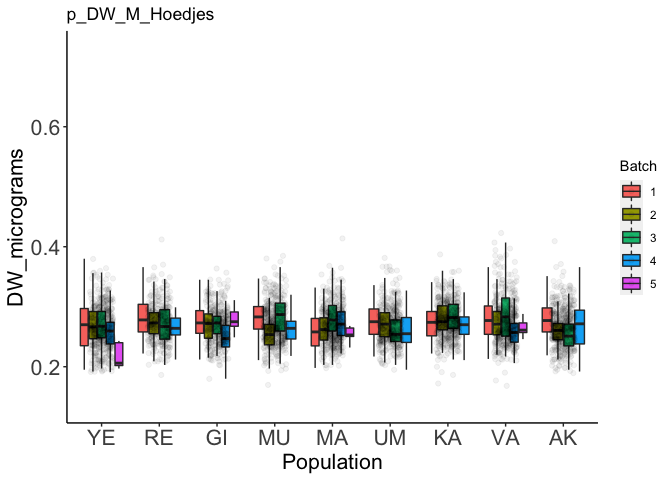 p_DW_M_Hoedjes
DW_micrograms
0.6
0.4
0.2
YE RE GI MU MA UM KA VA AK
Population
Batch
1
2
3
4
5